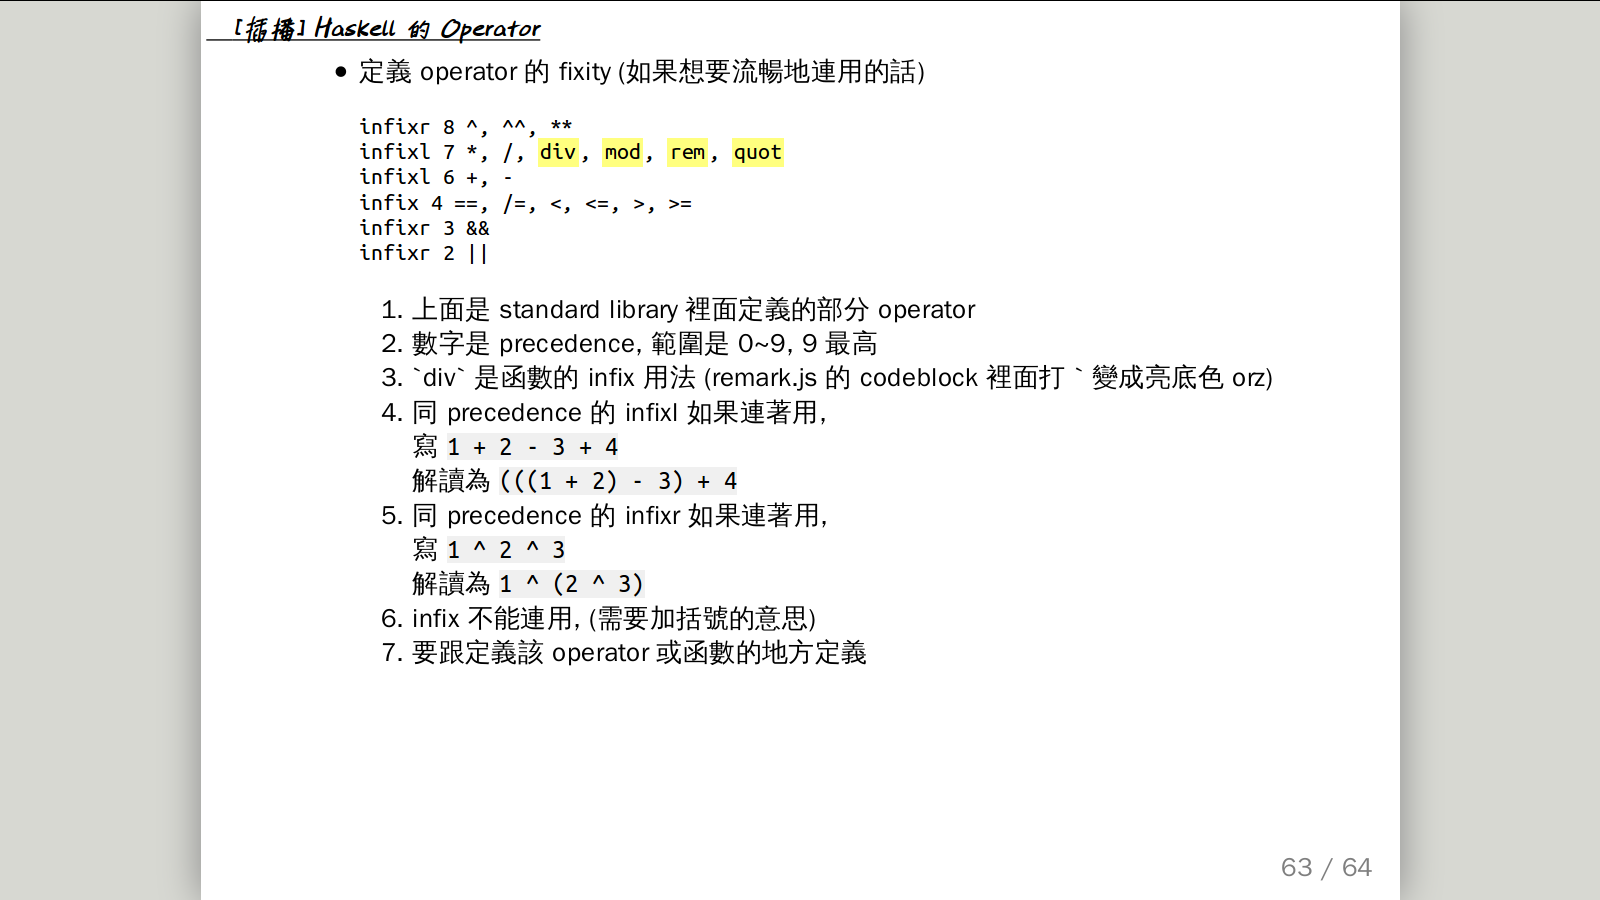 [插播] Haskell 的 Operator
● 定義 operator 的 fixity (如果想要流暢地連用的話)
infixr 8 ^, ^^, **
infixl 7 *, /, div, mod, rem, quot
infixl 6 +, -
infix 4 ==, /=, <, <=, >, >=
infixr 3 &&
infixr 2 ||
1. 上面是 standard library 裡面定義的部分 operator
2. 數字是 precedence, 範圍是 0~9, 9 最高
3. `div` 是函數的 infix 用法 (remark.js 的 codeblock 裡面打 ` 變成亮底色 orz)
4. 同 precedence 的 infixl 如果連著用,
寫 1 + 2 - 3 + 4
解讀為 (((1 + 2) - 3) + 4
5. 同 precedence 的 infixr 如果連著用,
寫 1 ^ 2 ^ 3
解讀為 1 ^ (2 ^ 3)
6. infix 不能連用, (需要加括號的意思)
7. 要跟定義該 operator 或函數的地方定義
63 / 64